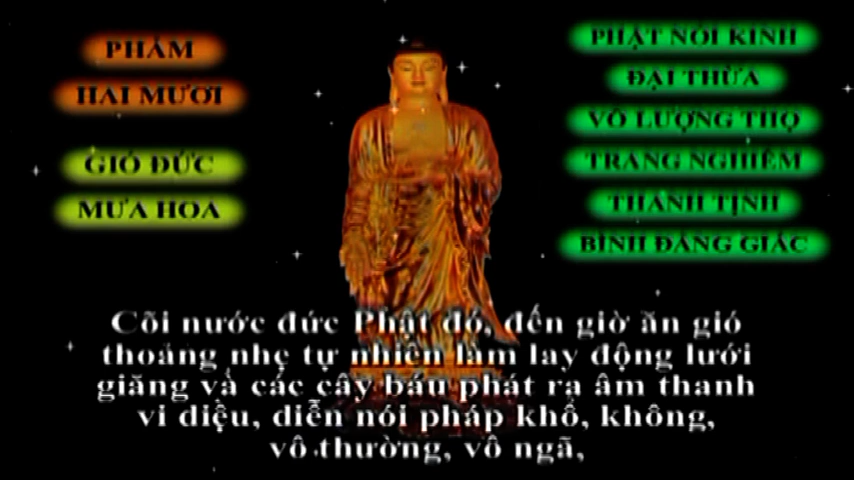 PHẨM
HAI MƯƠI
GIÓ ĐỨC
MƯA HOA
PHẬT NÓI KINH
ĐẠI THỪA
VÔ LƯỢNG THỌ
TRANG NGHIÊM
THANH TỊNH
BÌNH ĐẲNG GIÁC
Cõi nước đức Phật đó, đến giờ ăn gió
thoảng nhẹ tự nhiên làm lay động lưới
giăng và các cây báu phát ra âm thanh
vi diệu, diễn nói pháp khổ, không,
vô thường, vô ngã,